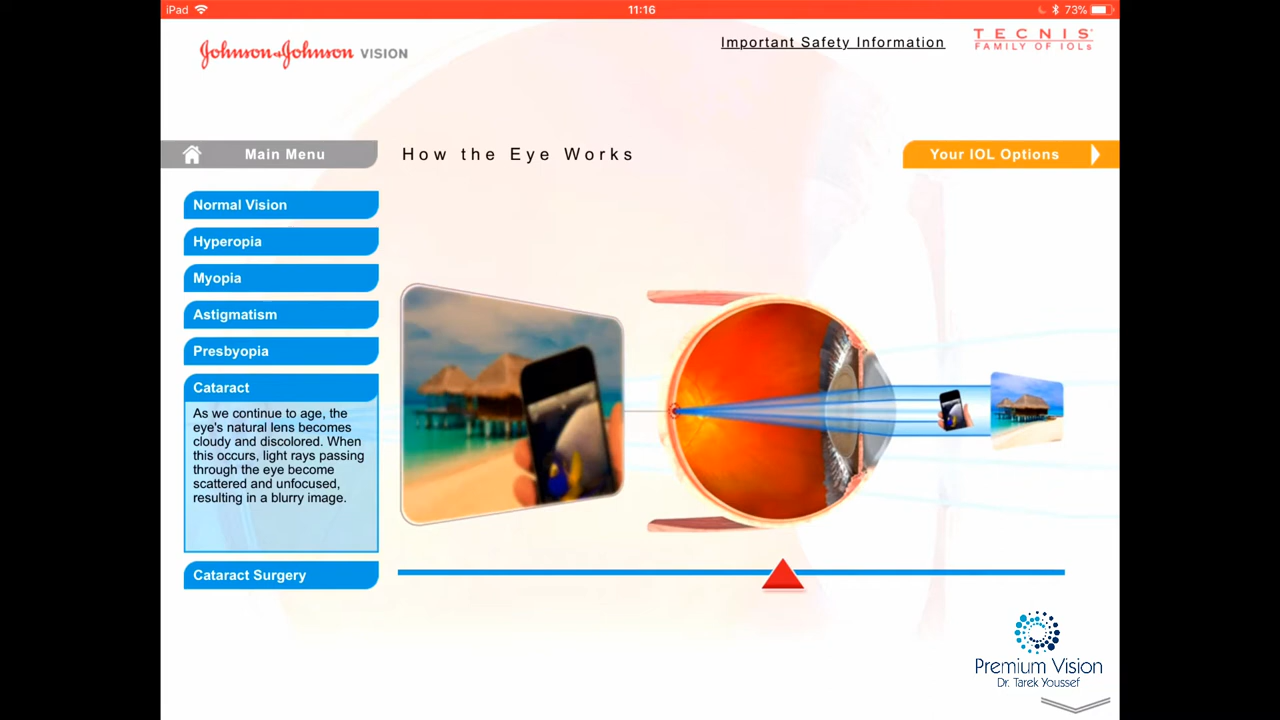 iPad
11:16
73%
Johnson & Johnson VISION
Important Safety Information
TECNIS
FAMILY OF IOLs
Main Menu
How the Eye Works
Your IOL Options
Normal Vision
Hyperopia
Myopia
Astigmatism
Presbyopia
Cataract
As we continue to age, the
eye's natural lens becomes
cloudy and discolored. When
this occurs, light rays passing
through the eye become
scattered and unfocused,
resulting in a blurry image.
Cataract Surgery
Premium Vision
Dr. Tarek Youssef